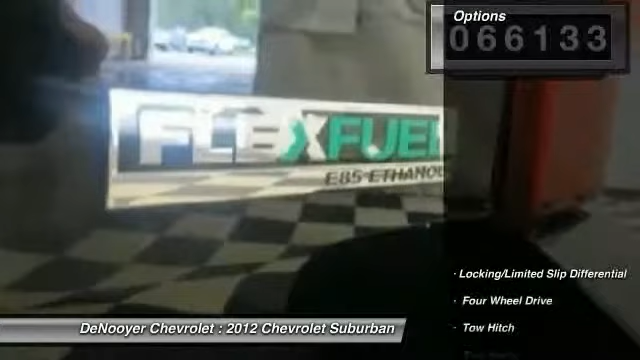 Options
066133
FLEXFUEL
E85 ETHANOL
· Locking/Limited Slip Differential
· Four Wheel Drive
· Tow Hitch
DeNooyer Chevrolet : 2012 Chevrolet Suburban